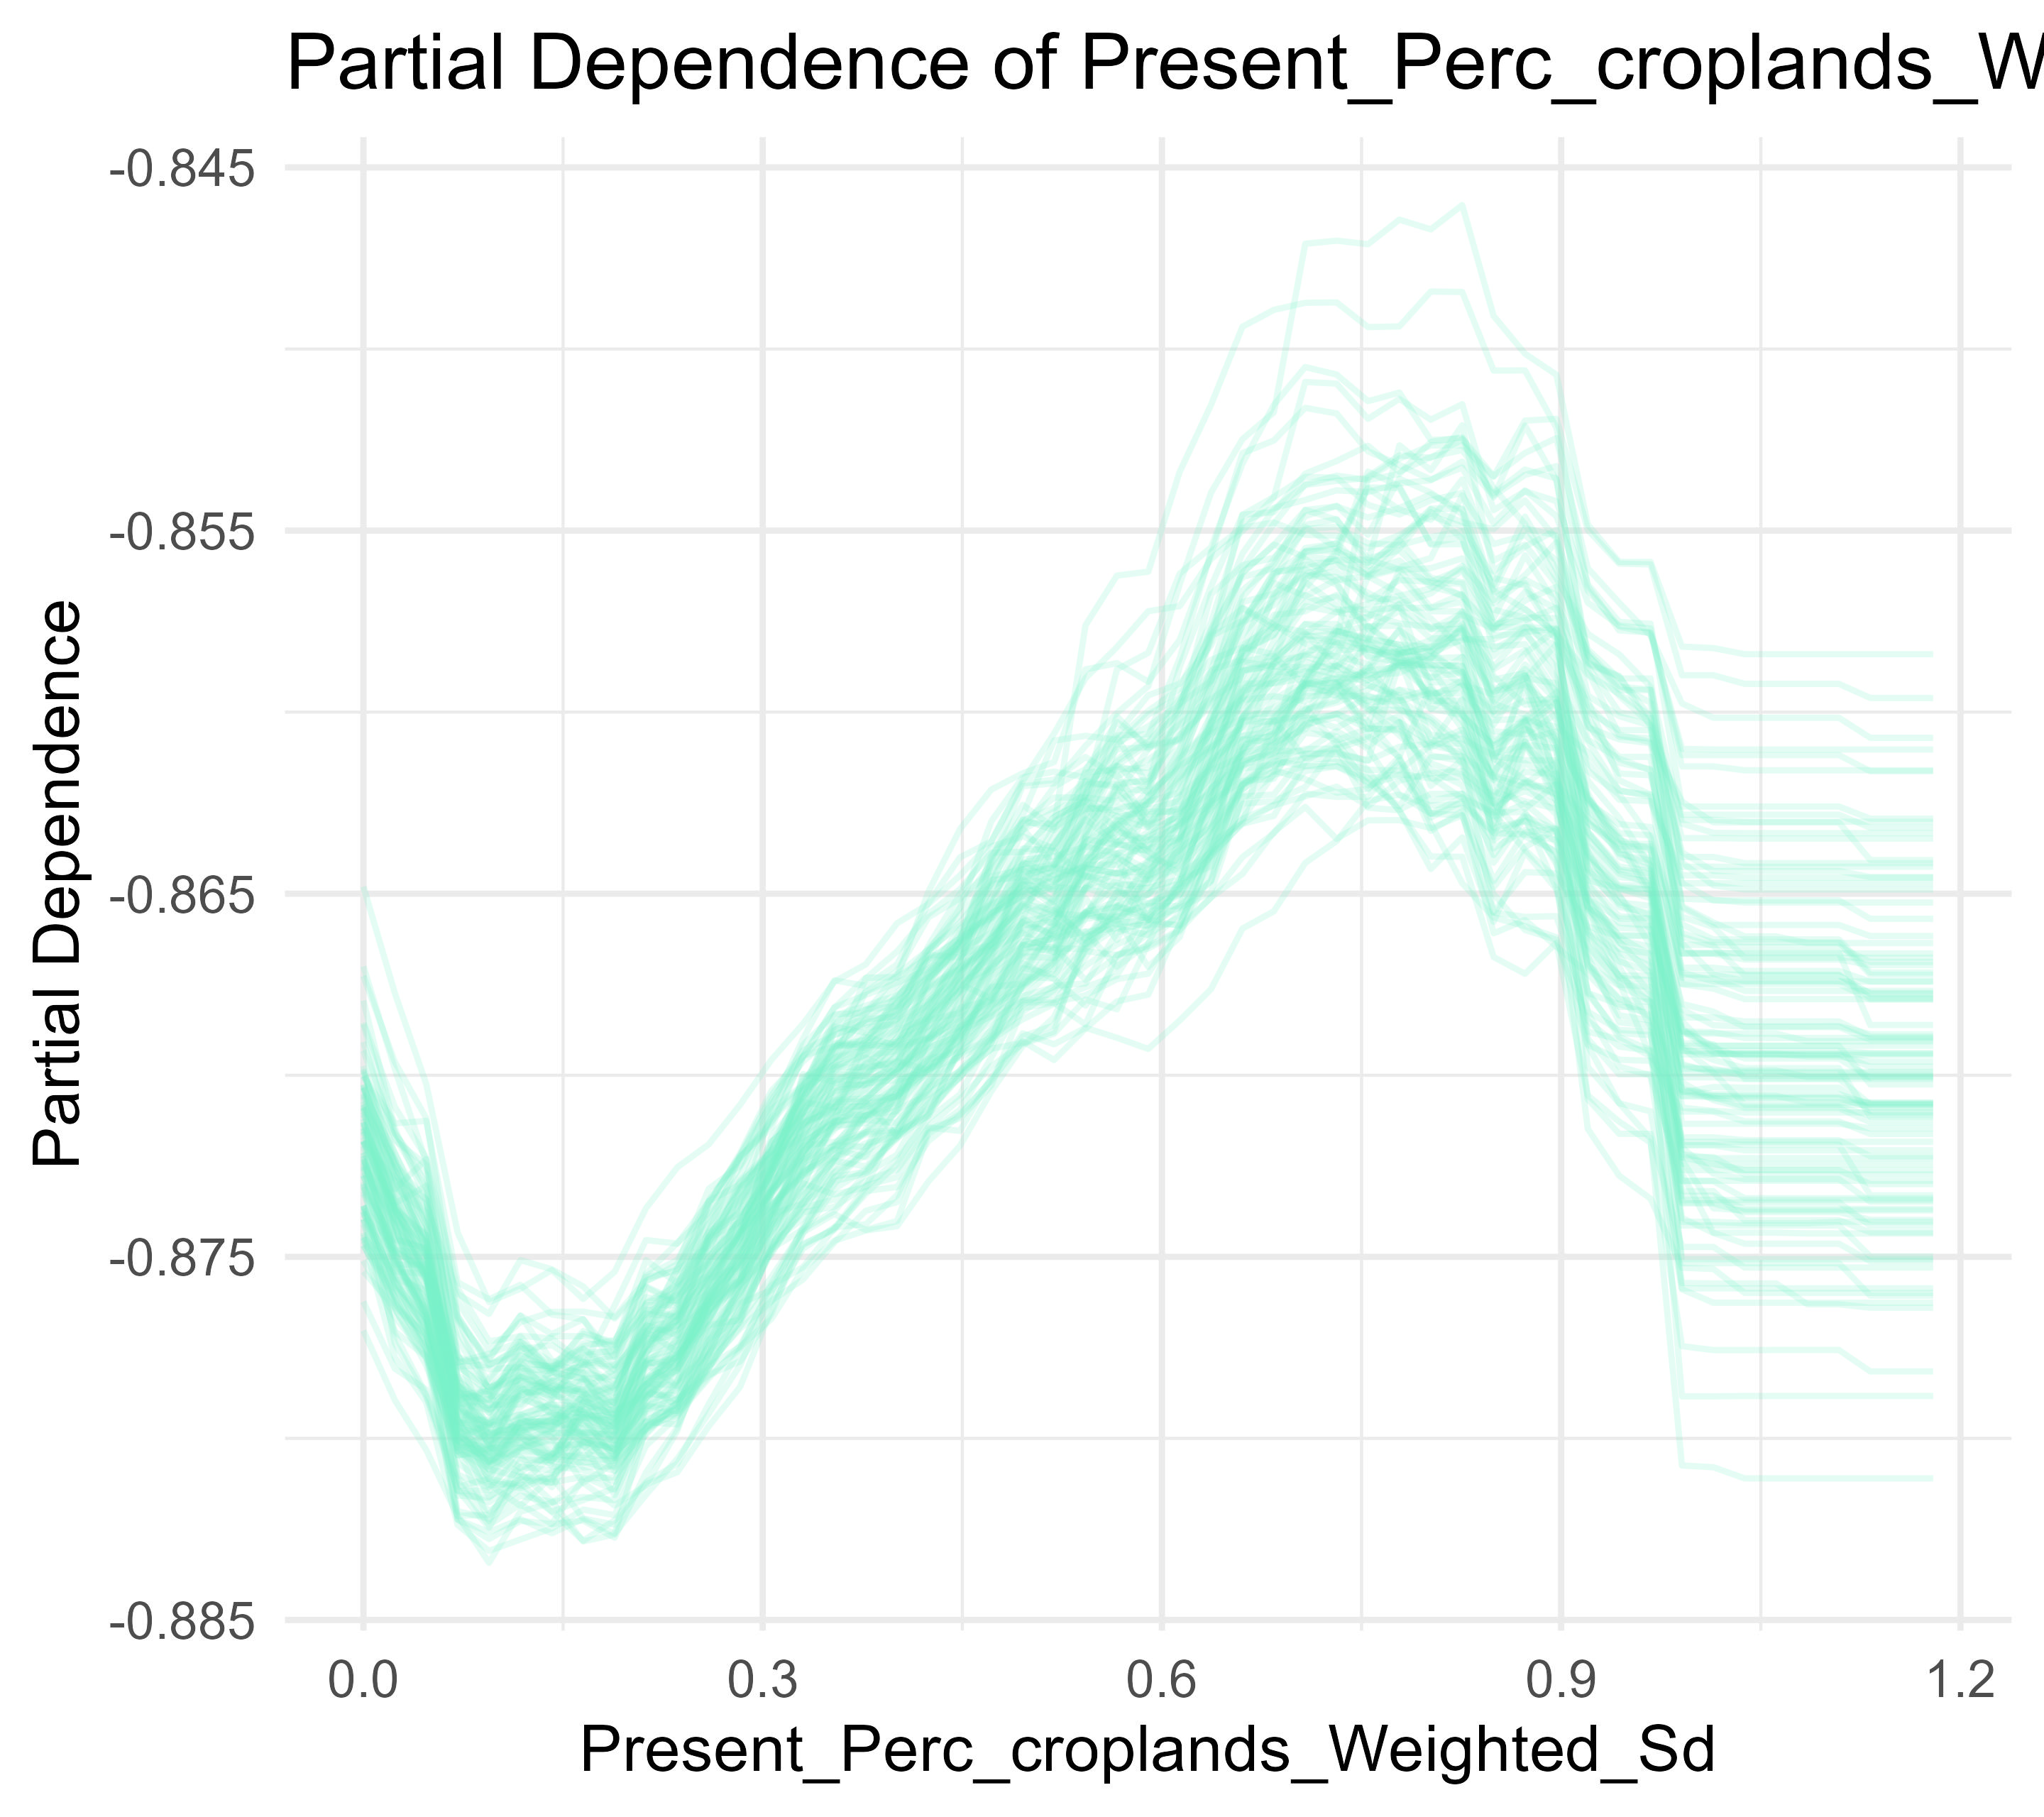 Partial Dependence of Present_Perc_croplands_W
-0.845
-0.855
-0.865
-0.875
-0.885
Partial Dependence
0.0 0.3 0.6 0.9 1.2
Present_Perc_croplands_Weighted_Sd